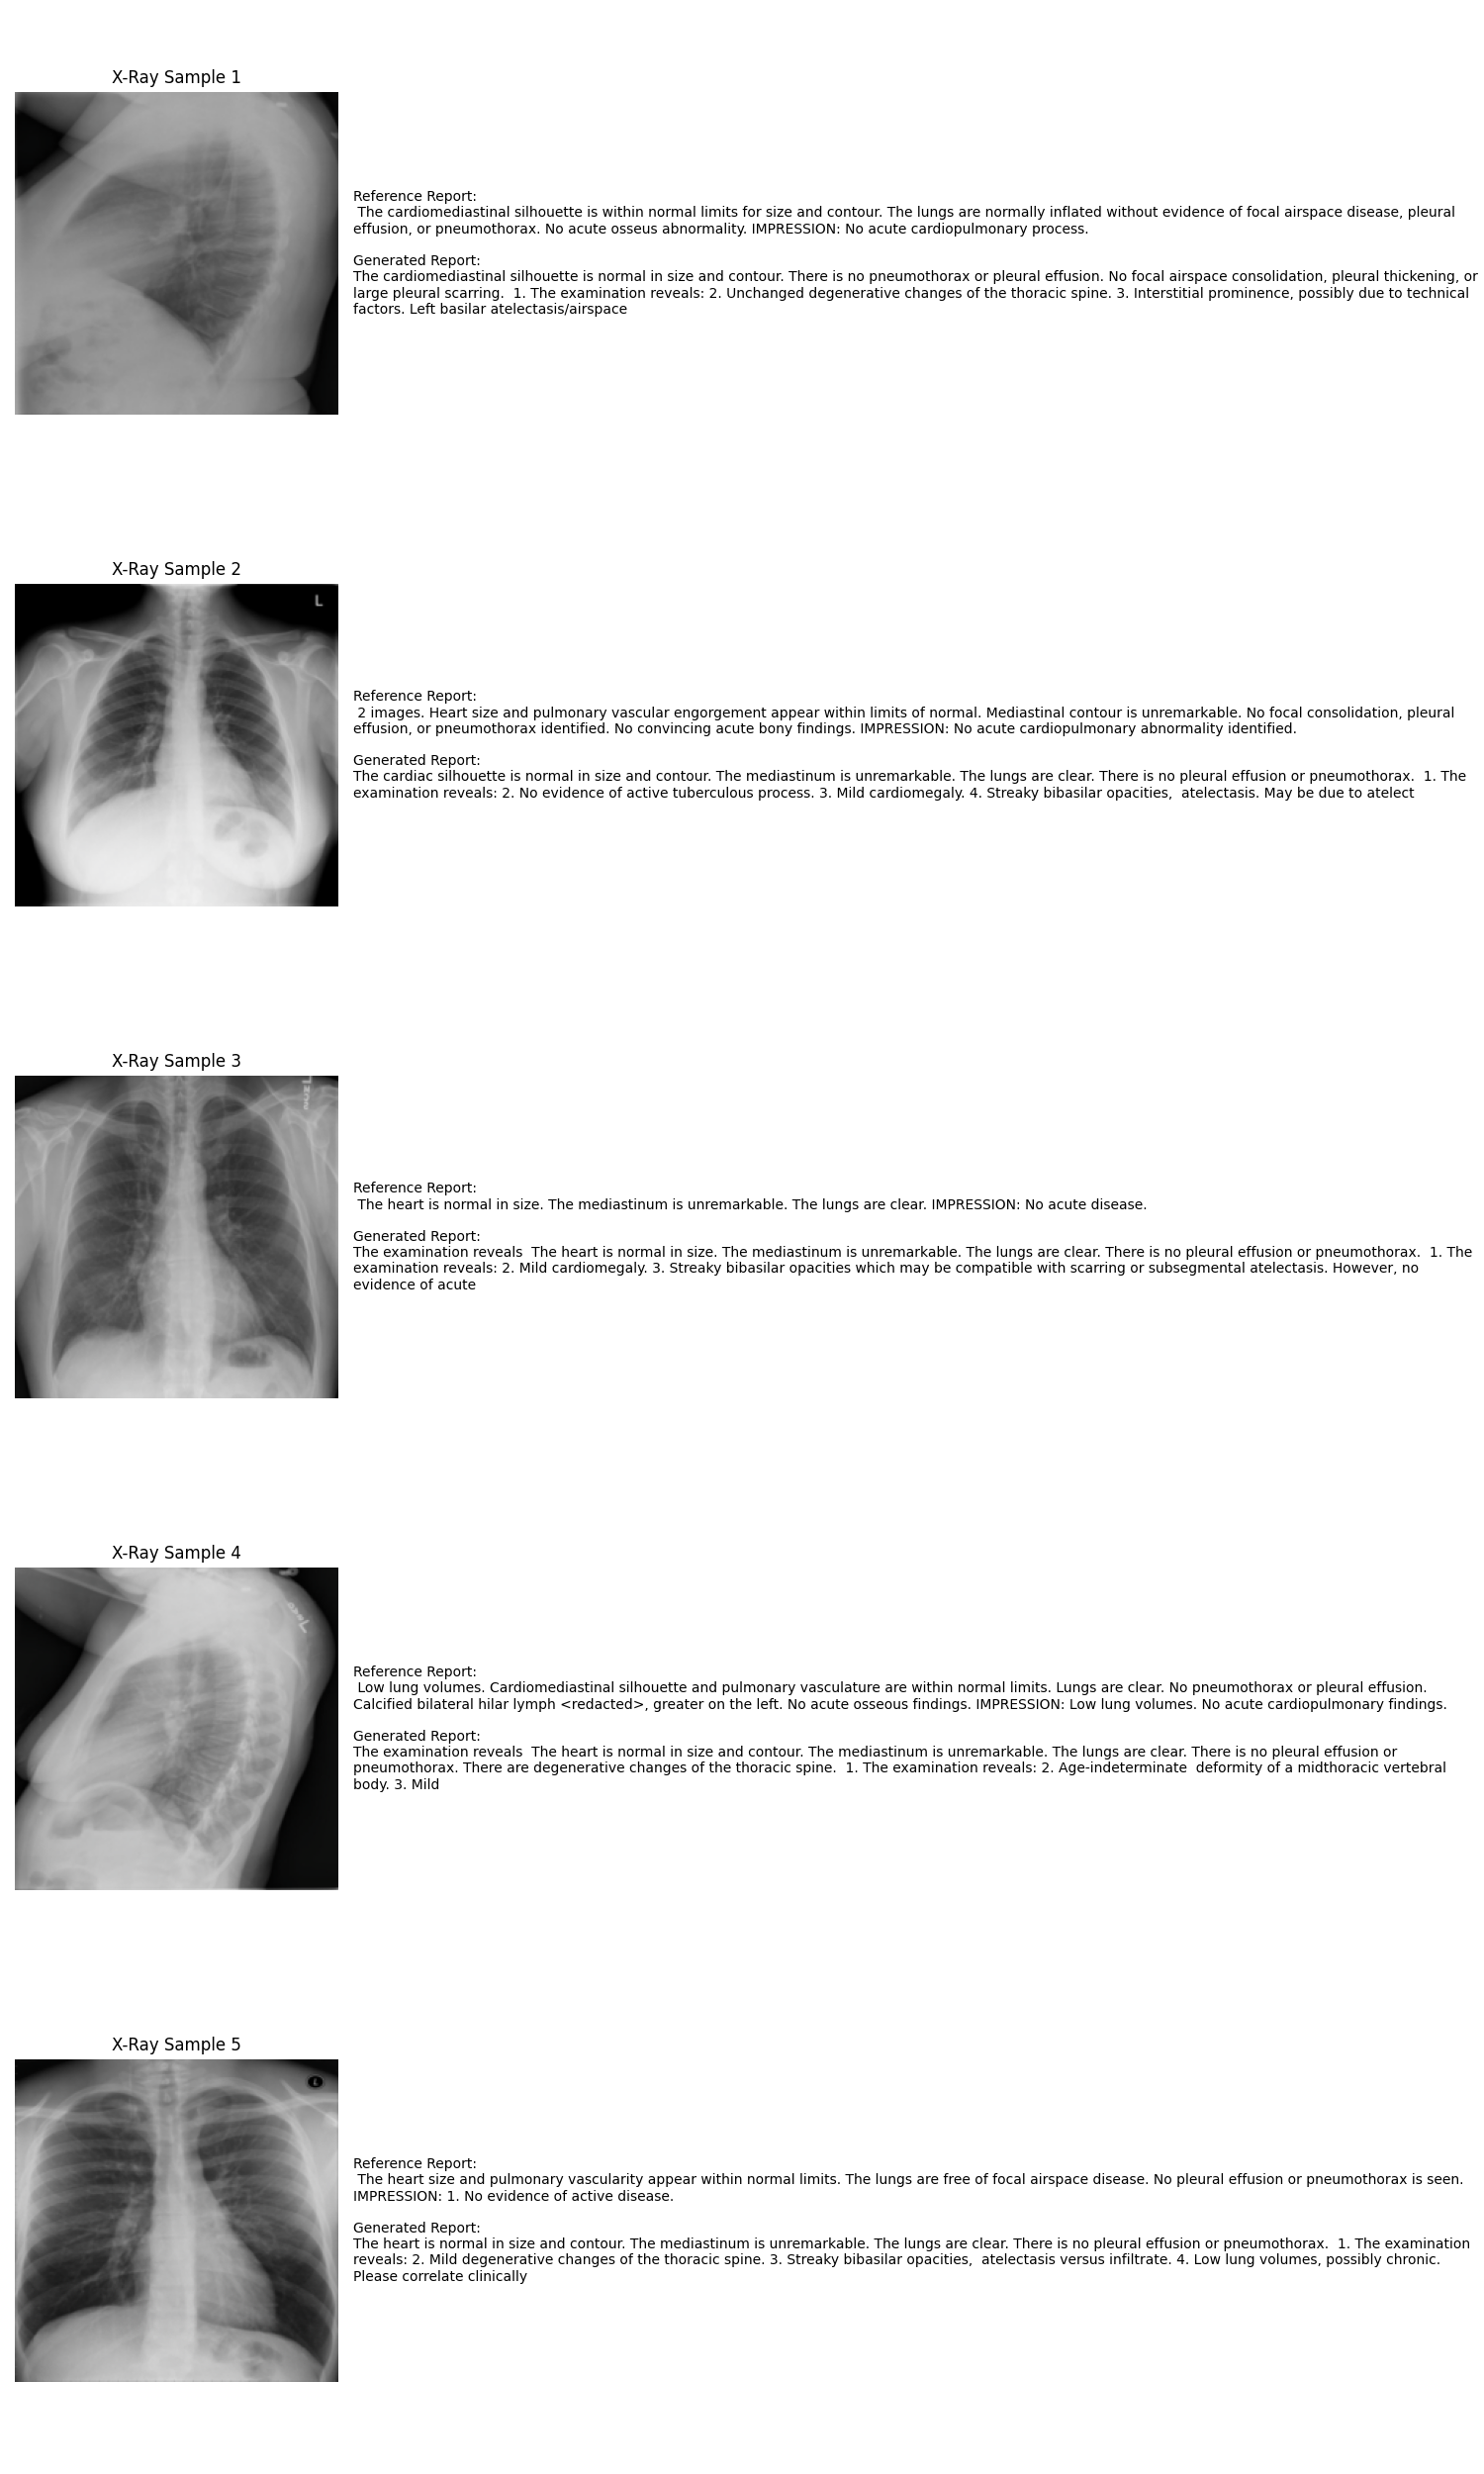 X-Ray Sample 1
Reference Report:
The cardiomediastinal silhouette is within normal limits for size and contour. The lungs are normally inflated without evidence of focal airspace disease, pleural
effusion, or pneumothorax. No acute osseus abnormality. IMPRESSION: No acute cardiopulmonary process.
Generated Report:
The cardiomediastinal silhouette is normal in size and contour. There is no pneumothorax or pleural effusion. No focal airspace consolidation, pleural thickening, or
large pleural scarring.  1. The examination reveals: 2. Unchanged degenerative changes of the thoracic spine. 3. Interstitial prominence, possibly due to technical
factors. Left basilar atelectasis/airspace
X-Ray Sample 2
L
Reference Report:
2 images. Heart size and pulmonary vascular engorgement appear within limits of normal. Mediastinal contour is unremarkable. No focal consolidation, pleural
effusion, or pneumothorax identified. No convincing acute bony findings. IMPRESSION: No acute cardiopulmonary abnormality identified.
Generated Report:
The cardiac silhouette is normal in size and contour. The mediastinum is unremarkable. The lungs are clear. There is no pleural effusion or pneumothorax.  1. The
examination reveals: 2. No evidence of active tuberculous process. 3. Mild cardiomegaly. 4. Streaky bibasilar opacities,  atelectasis. May be due to atelect
X-Ray Sample 3
Reference Report:
The heart is normal in size. The mediastinum is unremarkable. The lungs are clear. IMPRESSION: No acute disease.
Generated Report:
The examination reveals  The heart is normal in size. The mediastinum is unremarkable. The lungs are clear. There is no pleural effusion or pneumothorax.  1. The
examination reveals: 2. Mild cardiomegaly. 3. Streaky bibasilar opacities which may be compatible with scarring or subsegmental atelectasis. However, no
evidence of acute
X-Ray Sample 4
Reference Report:
Low lung volumes. Cardiomediastinal silhouette and pulmonary vasculature are within normal limits. Lungs are clear. No pneumothorax or pleural effusion.
Calcified bilateral hilar lymph <redacted>, greater on the left. No acute osseous findings. IMPRESSION: Low lung volumes. No acute cardiopulmonary findings.
Generated Report:
The examination reveals  The heart is normal in size and contour. The mediastinum is unremarkable. The lungs are clear. There is no pleural effusion or
pneumothorax. There are degenerative changes of the thoracic spine.  1. The examination reveals: 2. Age-indeterminate  deformity of a midthoracic vertebral
body. 3. Mild
X-Ray Sample 5
L
Reference Report:
The heart size and pulmonary vascularity appear within normal limits. The lungs are free of focal airspace disease. No pleural effusion or pneumothorax is seen.
IMPRESSION: 1. No evidence of active disease.
Generated Report:
The heart is normal in size and contour. The mediastinum is unremarkable. The lungs are clear. There is no pleural effusion or pneumothorax.  1. The examination
reveals: 2. Mild degenerative changes of the thoracic spine. 3. Streaky bibasilar opacities,  atelectasis versus infiltrate. 4. Low lung volumes, possibly chronic.
Please correlate clinically